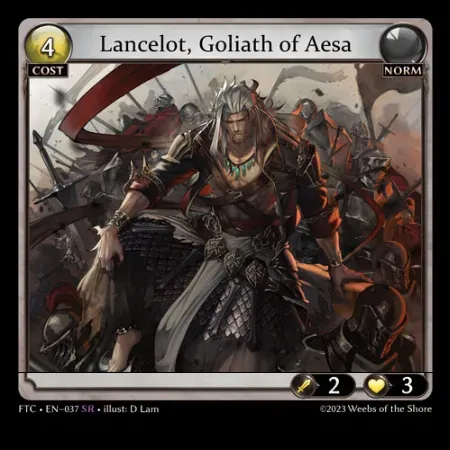 4 Lancelot, Goliath of Aesa
COST NORM
2 3
FTC • EN–037 SR • illust: D Lam ©2023 Weebs of the Shore